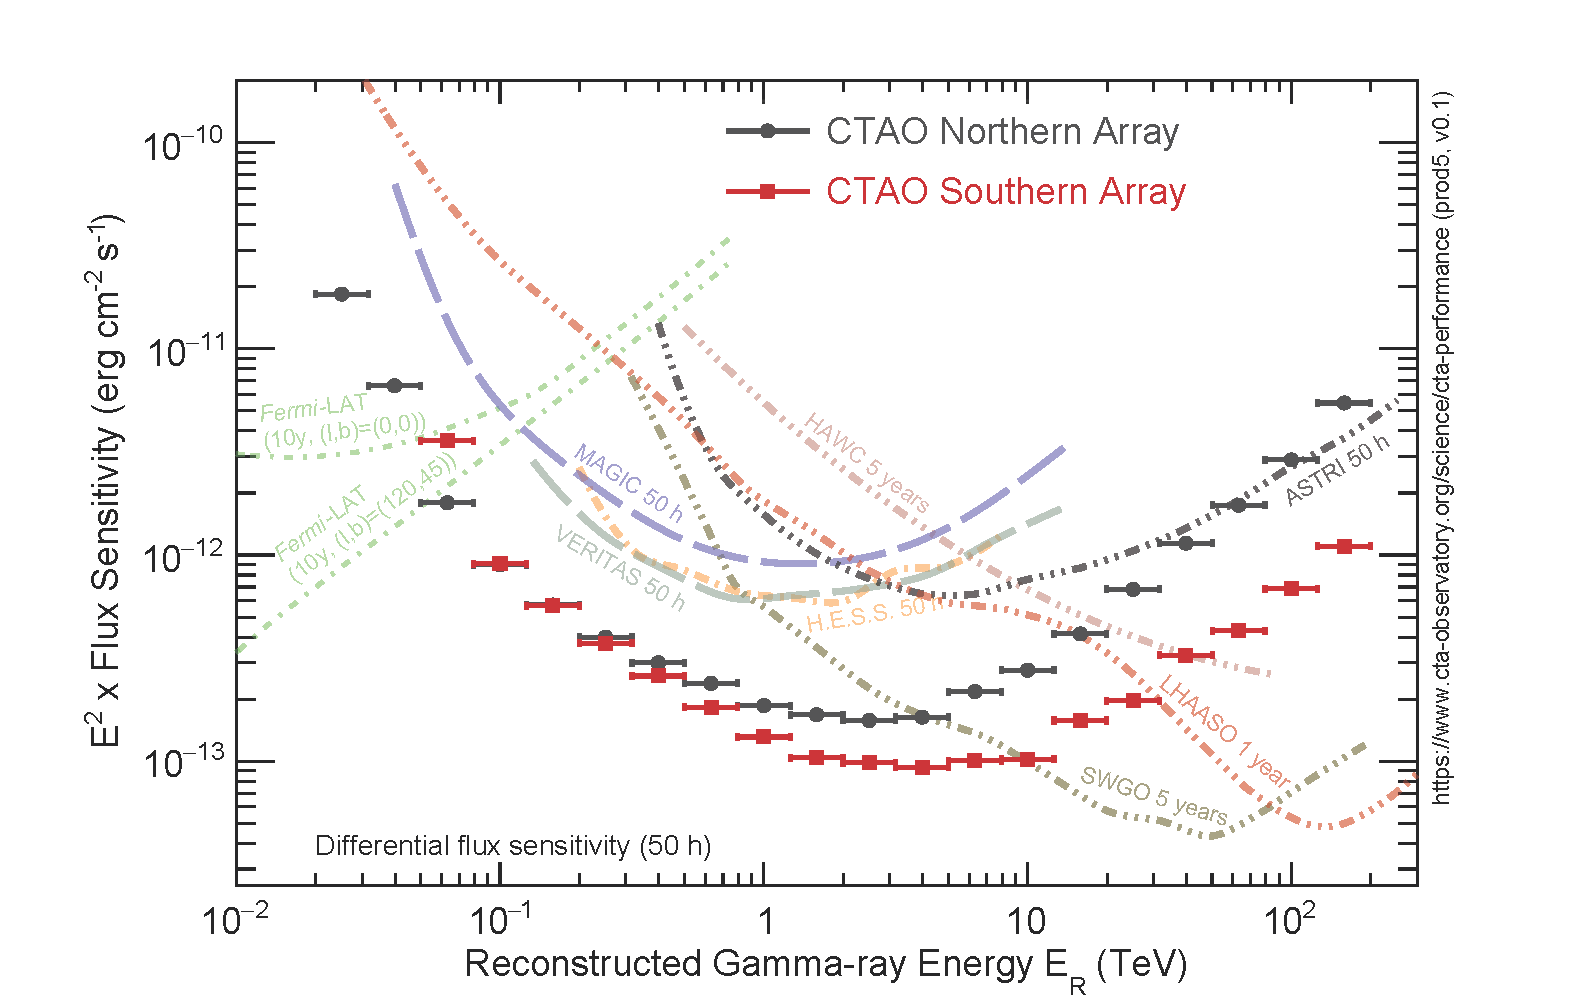 CTAO Northern Array
CTAO Southern Array
10⁻¹⁰
10⁻¹¹
10⁻¹²
10⁻¹³
E² x Flux Sensitivity (erg cm⁻² s⁻¹)
Fermi-LAT
(10y, (l,b)=(0,0))
Fermi-LAT
(10y, (l,b)=(120,45))
MAGIC 50 h
VERITAS 50 h
H.E.S.S. 50 h
HAWC 5 years
ASTRI 50 h
LHAASO 1 year
SWGO 5 years
Differential flux sensitivity (50 h)
10⁻²
10⁻¹
1
10
10²
Reconstructed Gamma-ray Energy E_R (TeV)
https://www.cta-observatory.org/science/cta-performance (prod5, v0.1)